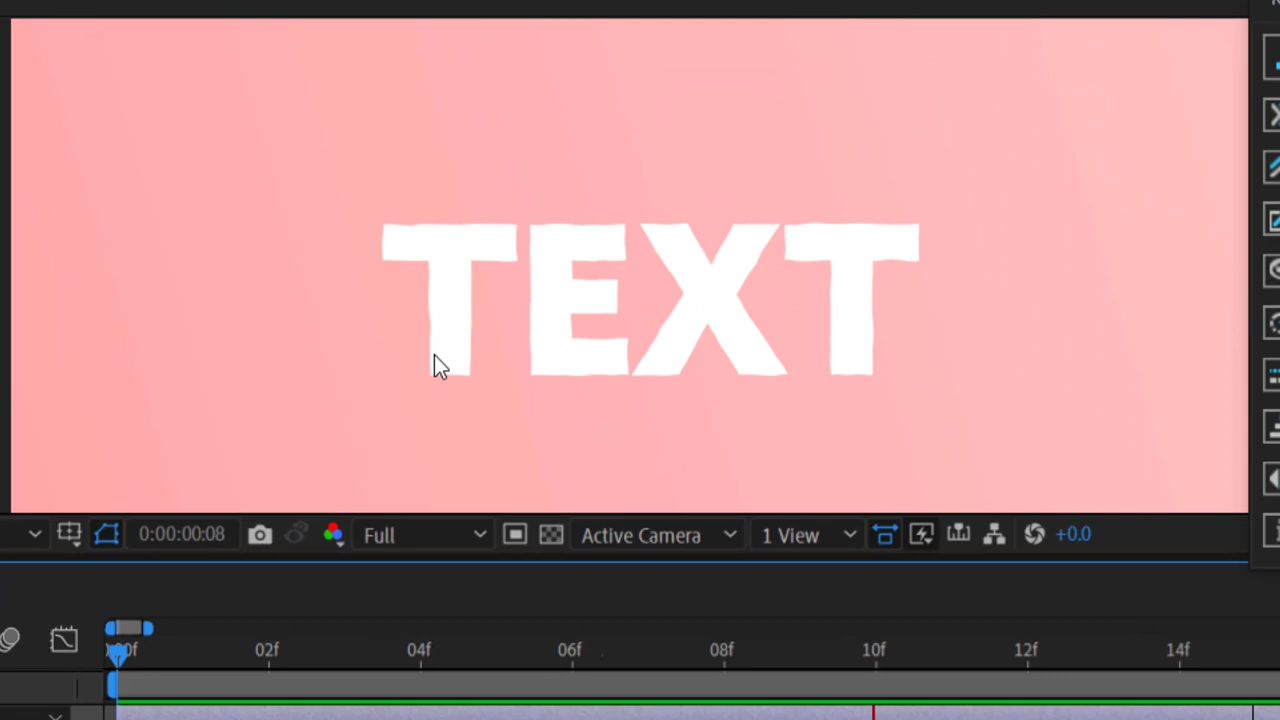 TEXT
0:00:00:08 Full Active Camera 1 View +0.0
02f 04f 06f 08f 10f 12f 14f